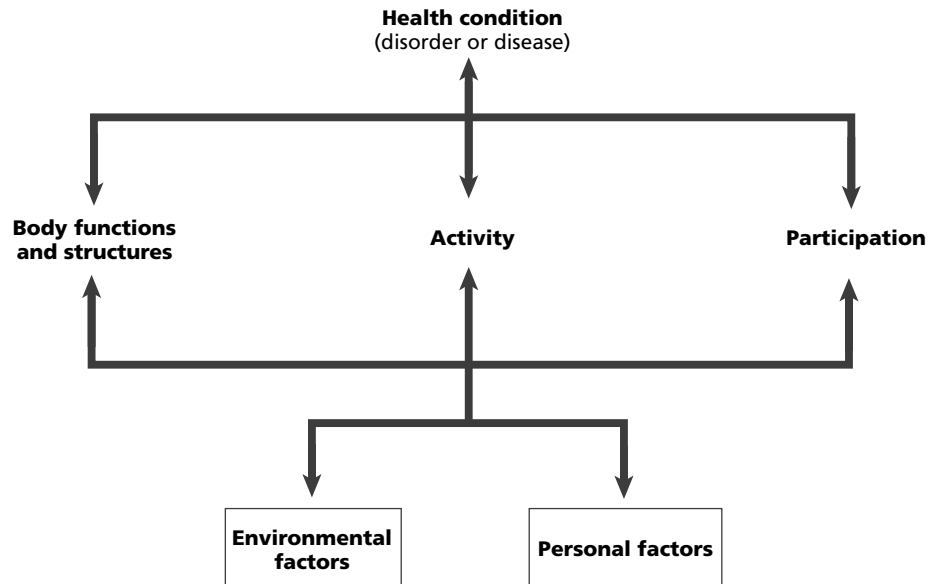 Health condition
(disorder or disease)
Body functions
and structures
Activity
Participation
Environmental
factors
Personal factors